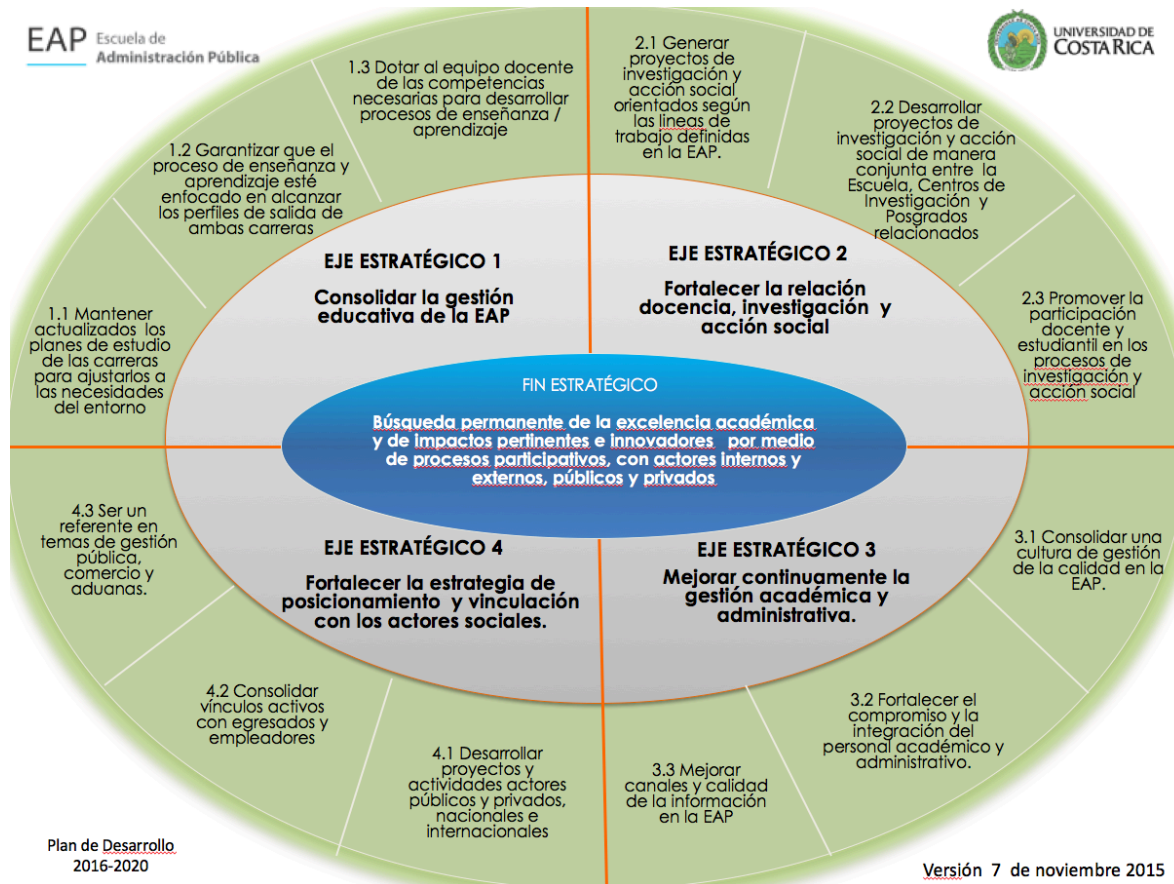 EAP Escuela de
Administración Pública
UNIVERSIDAD DE
COSTA RICA
1.1 Mantener
actualizados los
planes de estudio
de las carreras
para ajustarlos a
las necesidades
del entorno
1.2 Garantizar que el
proceso de enseñanza y
aprendizaje esté
enfocado en alcanzar
los perfiles de salida de
ambas carreras
1.3 Dotar al equipo docente
de las competencias
necesarias para desarrollar
procesos de enseñanza /
aprendizaje
2.1 Generar
proyectos de
investigación y
acción social
orientados según
las lineas de
trabajo definidas
en la EAP.
2.2 Desarrollar
proyectos de
investigación y acción
social de manera
conjunta entre la
Escuela, Centros de
Investigación y
Posgrados
relacionados
2.3 Promover la
participación
docente y
estudiantil en los
procesos de
investigación y
acción social
EJE ESTRATÉGICO 1
Consolidar la gestión
educativa de la EAP
EJE ESTRATÉGICO 2
Fortalecer la relación
docencia, investigación y
acción social
FIN ESTRATÉGICO
Búsqueda permanente de la excelencia académica
y de impactos pertinentes e innovadores por medio
de procesos participativos, con actores internos y
externos, públicos y privados
EJE ESTRATÉGICO 4
Fortalecer la estrategia de
posicionamiento y vinculación
con los actores sociales.
EJE ESTRATÉGICO 3
Mejorar continuamente la
gestión académica y
administrativa.
3.1 Consolidar una
cultura de gestión
de la calidad en la
EAP.
3.2 Fortalecer el
compromiso y la
integración del
personal académico y
administrativo.
3.3 Mejorar
canales y calidad
de la información
en la EAP
4.1 Desarrollar
proyectos y
actividades actores
públicos y privados,
nacionales e
internacionales
4.2 Consolidar
vínculos activos
con egresados y
empleadores
4.3 Ser un
referente en
temas de gestión
pública,
comercio y
aduanas.
Plan de Desarrollo
2016-2020
Versión 7 de noviembre 2015